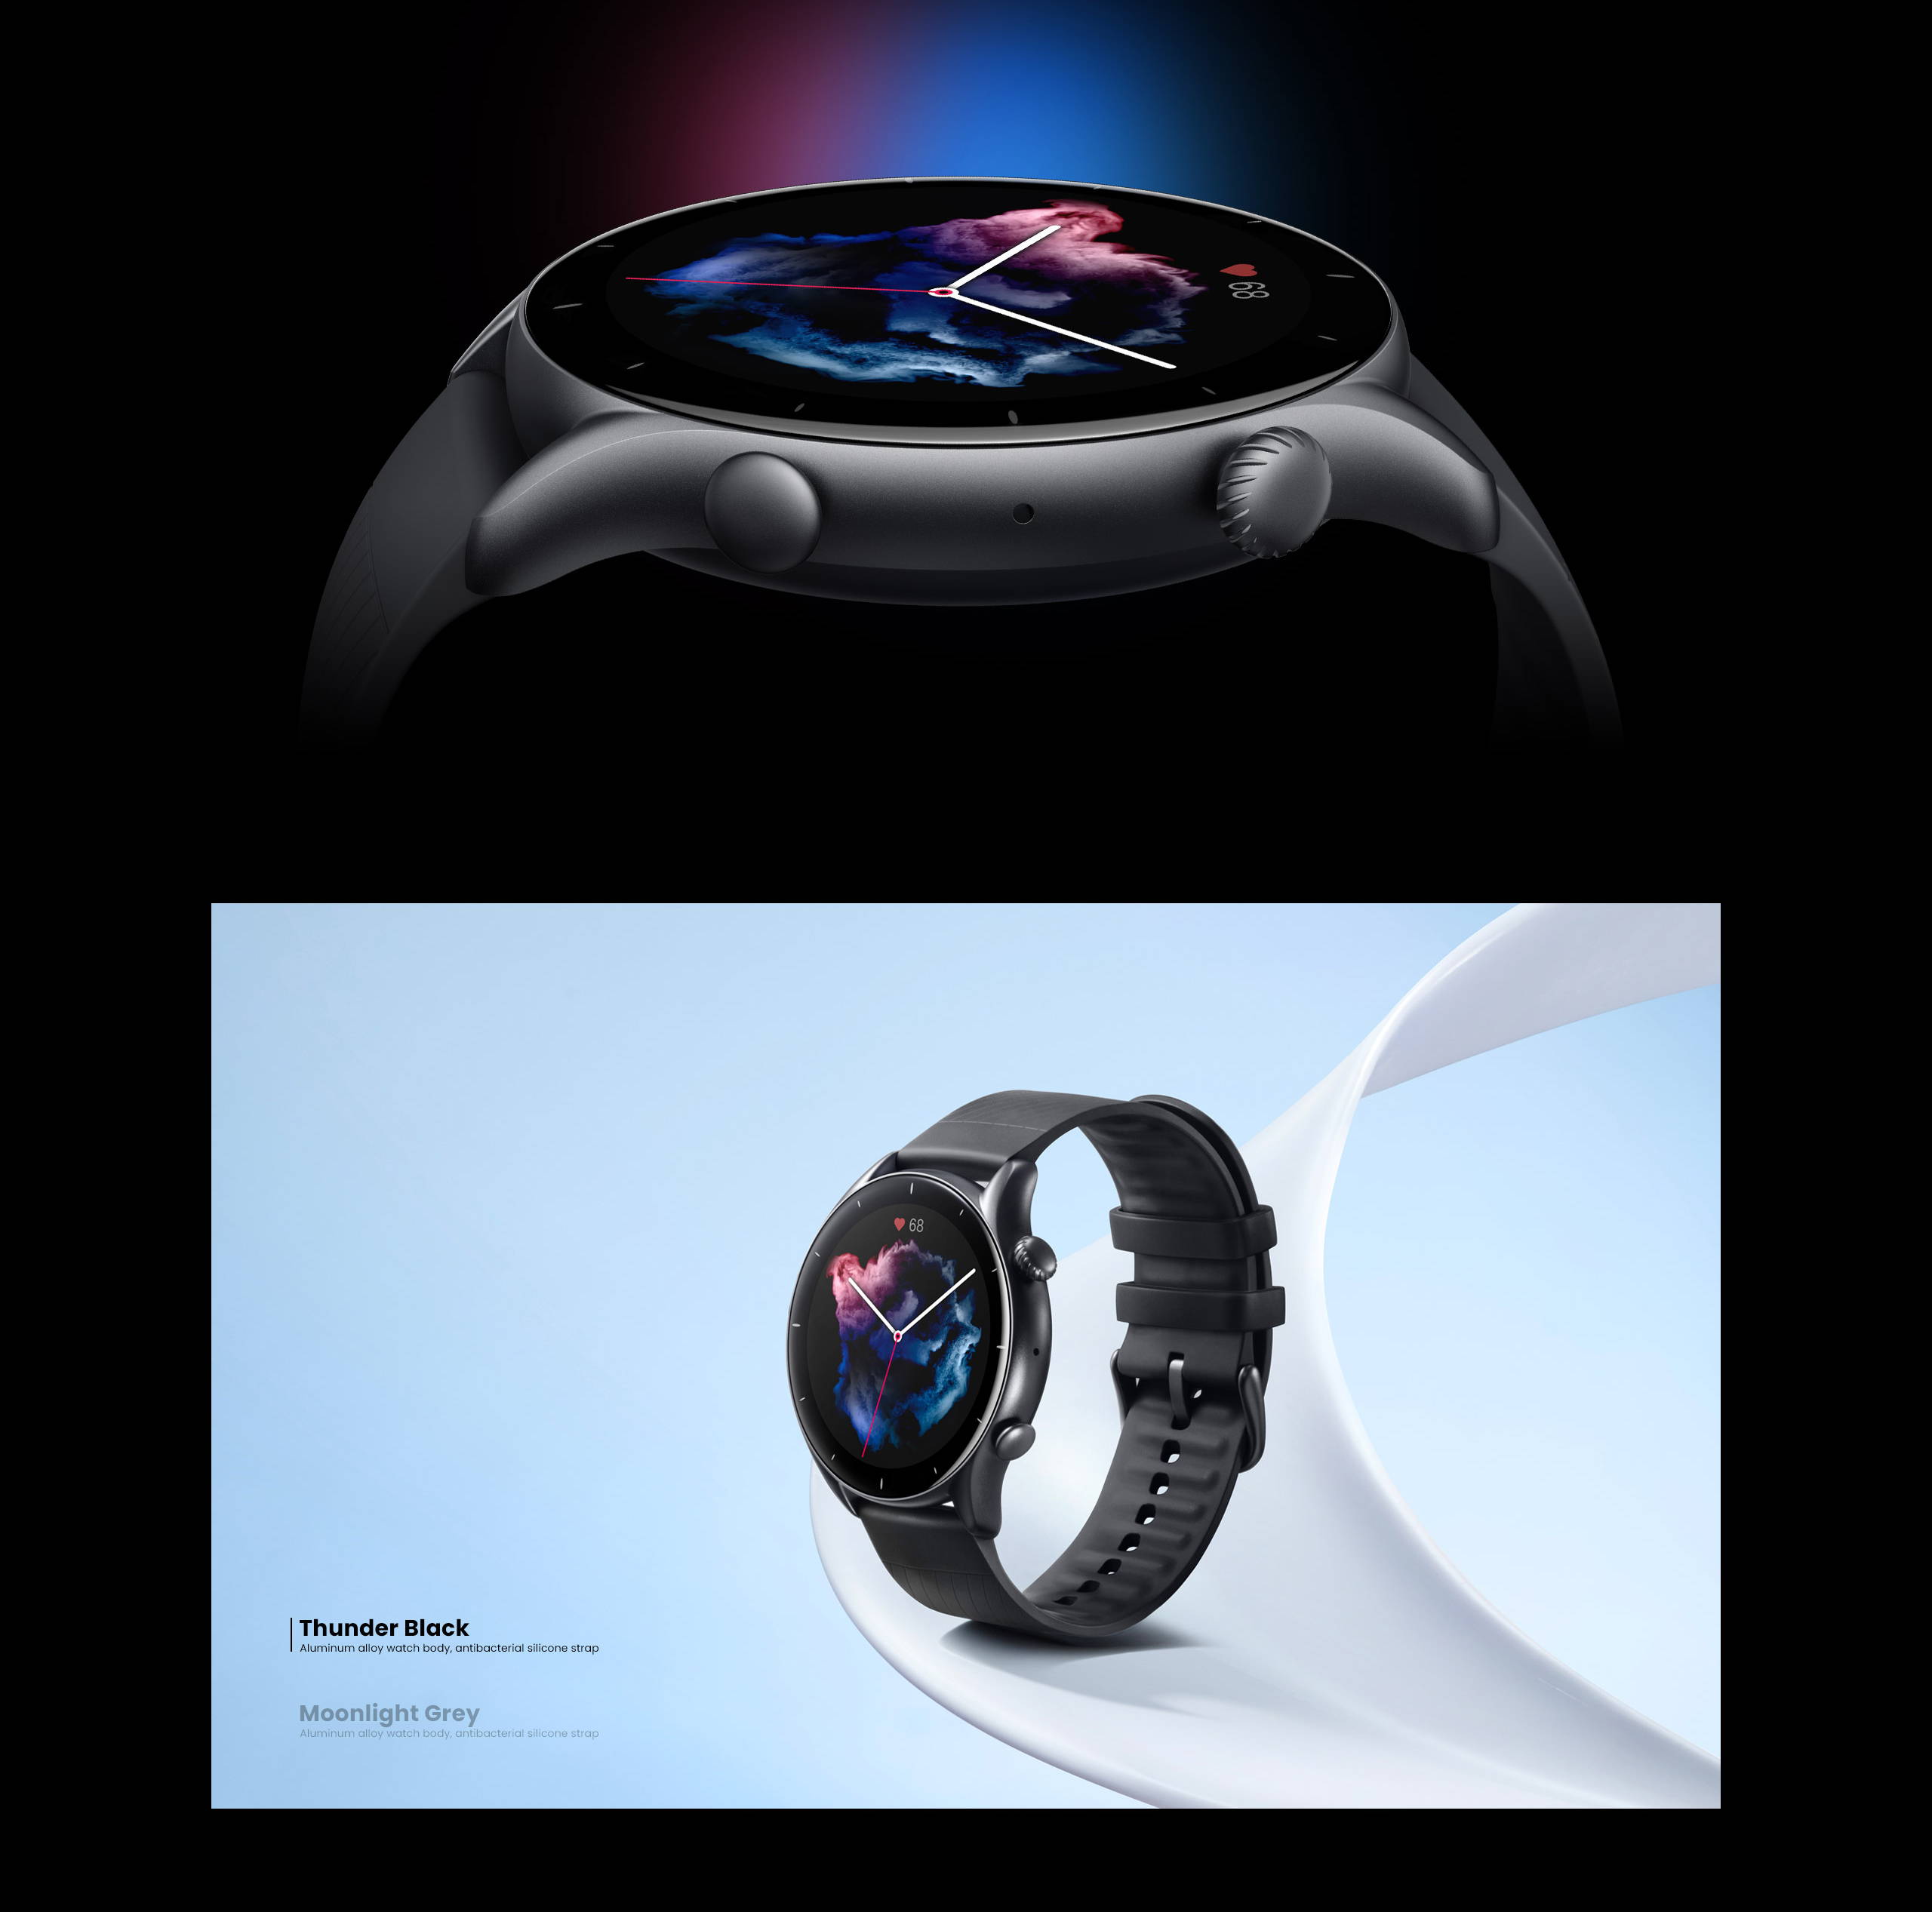 68
68
Thunder Black
Aluminum alloy watch body, antibacterial silicone strap
Moonlight Grey
Aluminum alloy watch body, antibacterial silicone strap